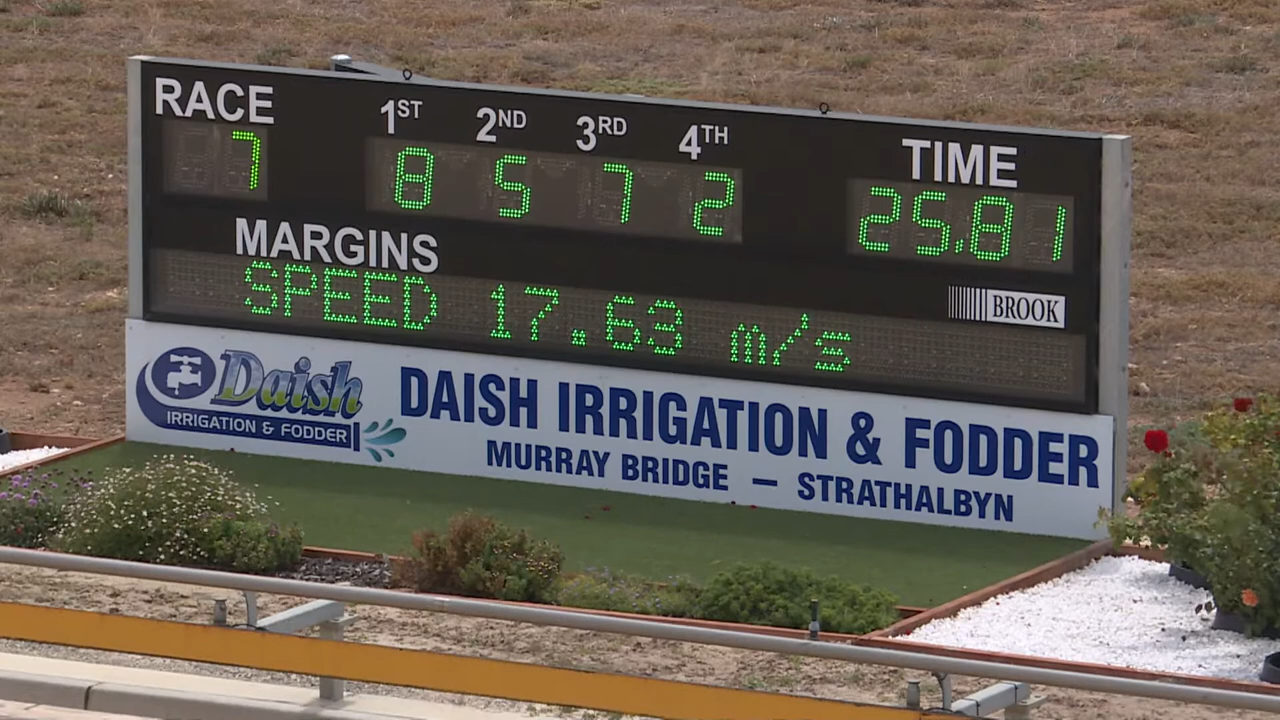 RACE 1ST 2ND 3RD 4TH TIME
7 8 5 7 2 25.81
MARGINS
SPEED 17.63 m/s
BROOK
Daish
IRRIGATION & FODDER
DAISH IRRIGATION & FODDER
MURRAY BRIDGE – STRATHALBYN